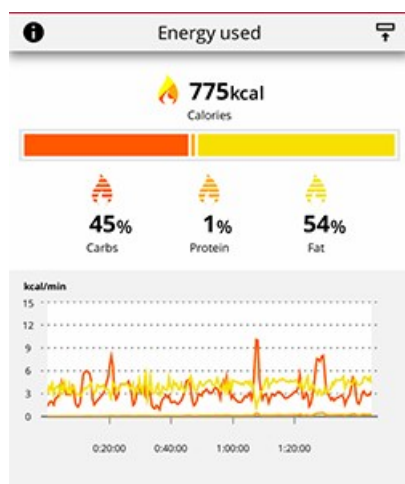 Energy used
775kcal
Calories
45% 1% 54%
Carbs Protein Fat
kcal/min
15
12
9
6
3
0
0:20:00 0:40:00 1:00:00 1:20:00